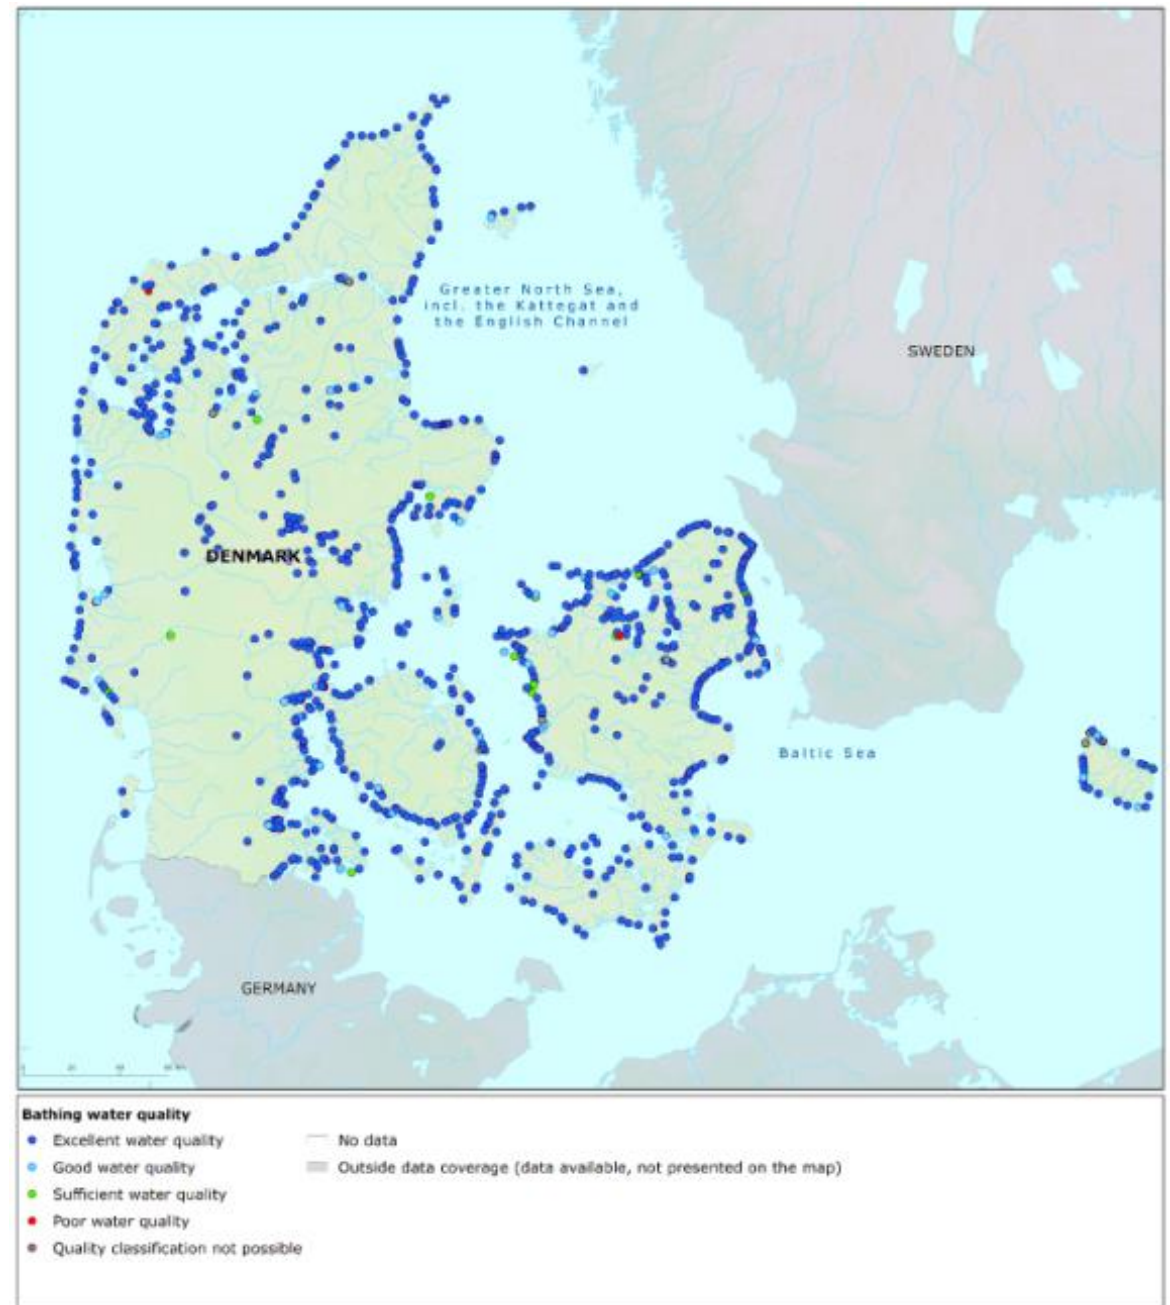 Greater North Sea,
incl. the Kattegat and
the English Channel
SWEDEN
DENMARK
Baltic Sea
GERMANY
Bathing water quality
Excellent water quality
Good water quality
Sufficient water quality
Poor water quality
Quality classification not possible
No data
Outside data coverage (data available, not presented on the map)